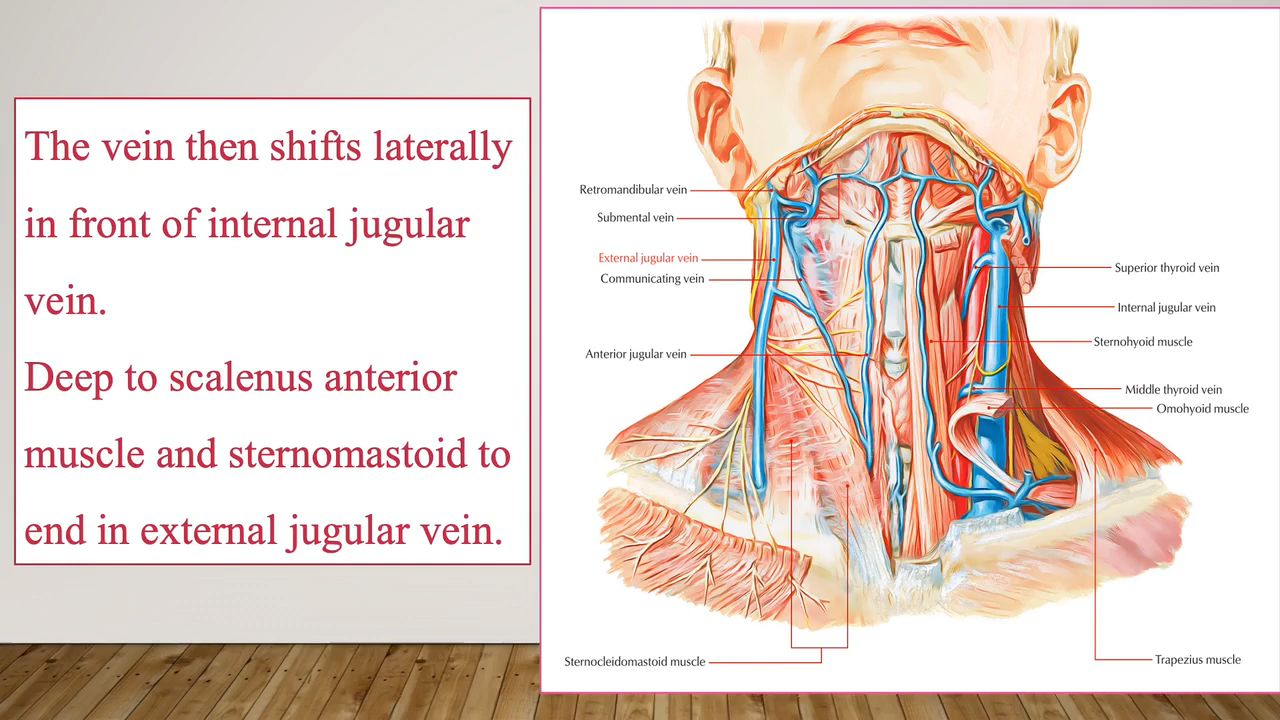 The vein then shifts laterally
in front of internal jugular
vein.
Deep to scalenus anterior
muscle and sternomastoid to
end in external jugular vein.
Retromandibular vein
Submental vein
External jugular vein
Communicating vein
Anterior jugular vein
Sternocleidomastoid muscle
Superior thyroid vein
Internal jugular vein
Sternohyoid muscle
Middle thyroid vein
Omohyoid muscle
Trapezius muscle